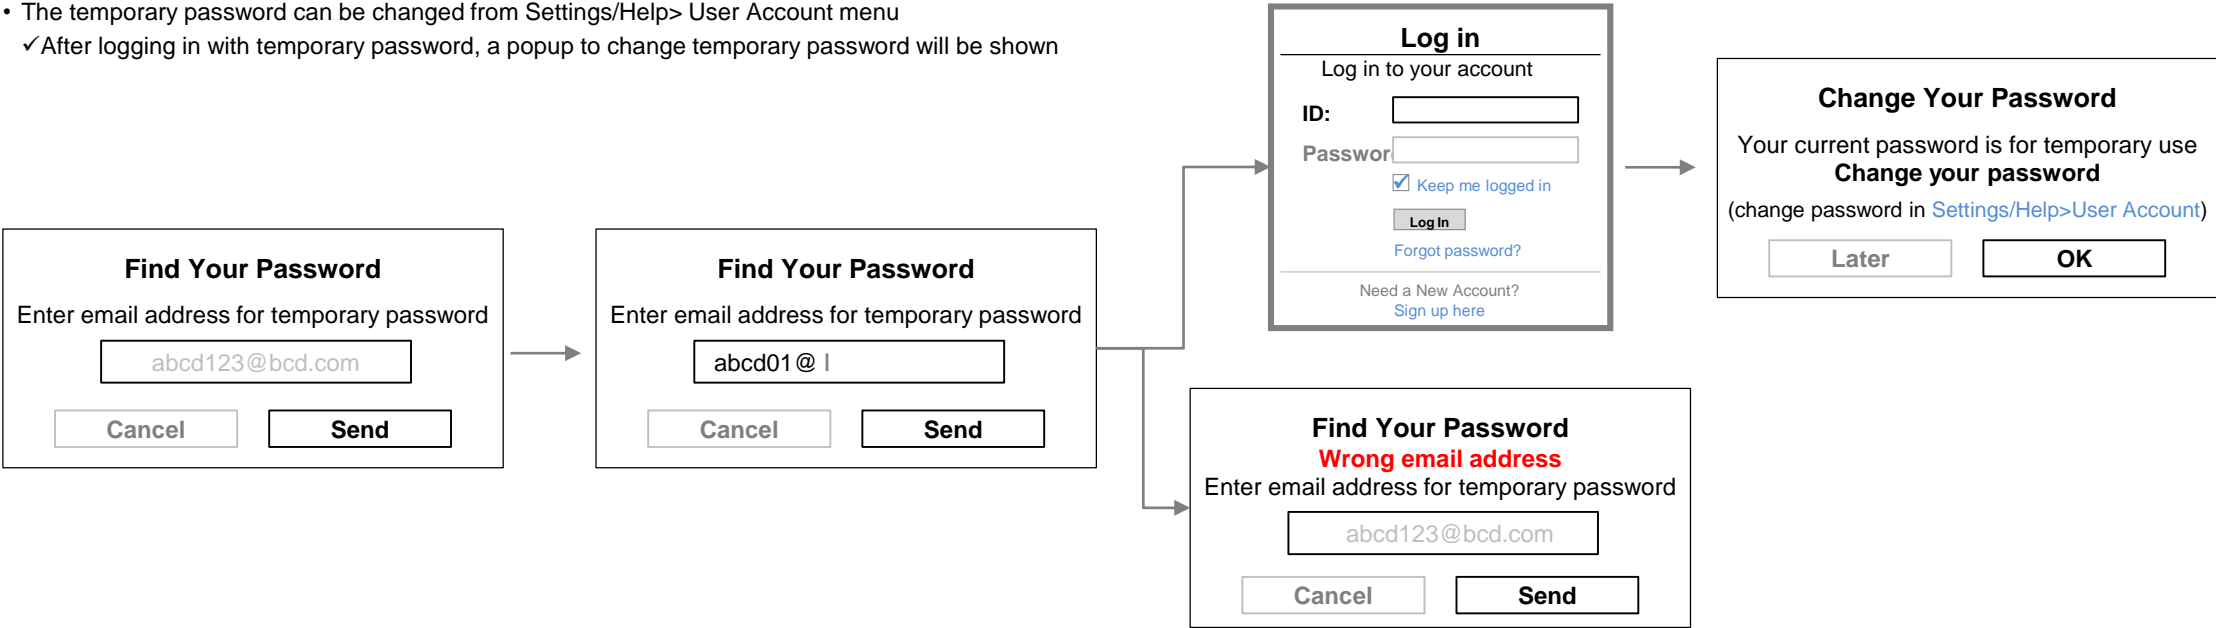 • The temporary password can be changed from Settings/Help> User Account menu
✓After logging in with temporary password, a popup to change temporary password will be shown
Find Your Password
Enter email address for temporary password
abcd123@bcd.com
Cancel Send
Find Your Password
Enter email address for temporary password
abcd01@ I
Cancel Send
Log in
Log in to your account
ID:
Passwor
Keep me logged in
Log In
Forgot password?
Need a New Account?
Sign up here
Change Your Password
Your current password is for temporary use
Change your password
(change password in Settings/Help>User Account)
Later OK
Find Your Password
Wrong email address
Enter email address for temporary password
abcd123@bcd.com
Cancel Send